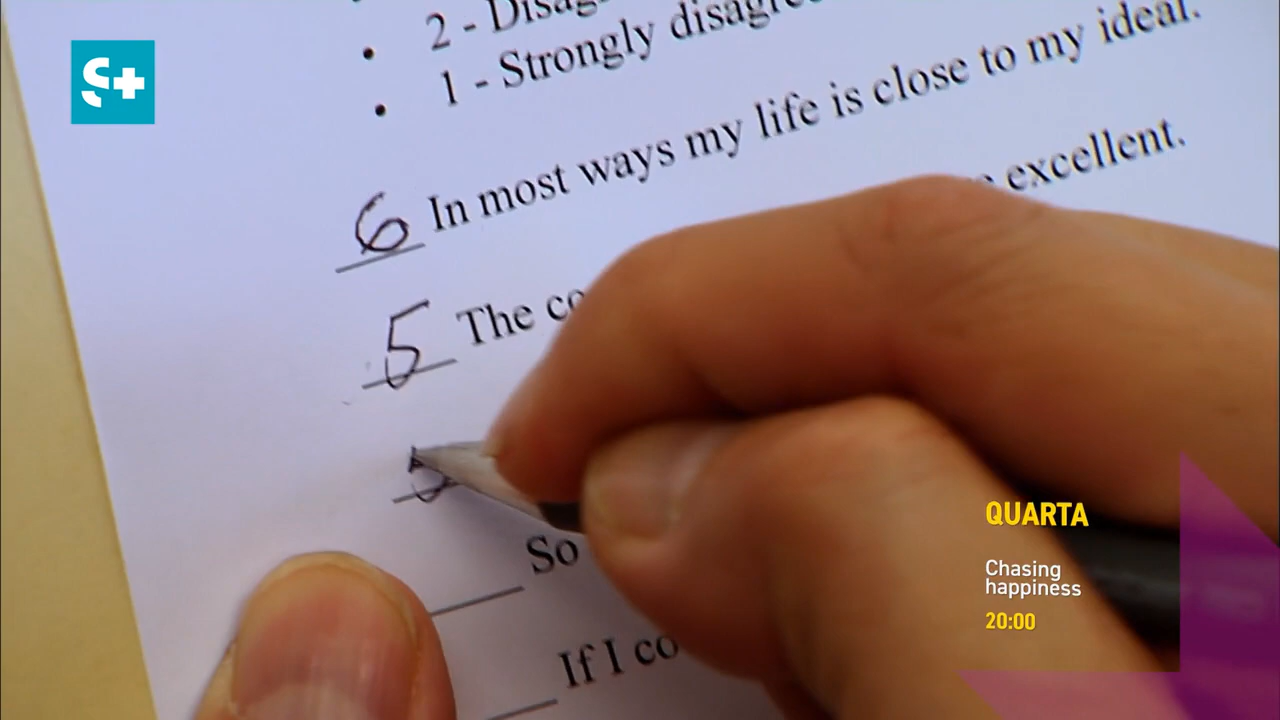 S+
2 - Disag
1 - Strongly disagree
6 In most ways my life is close to my ideal.
excellent.
5 The co
So
If I co
QUARTA
Chasing
happiness
20:00